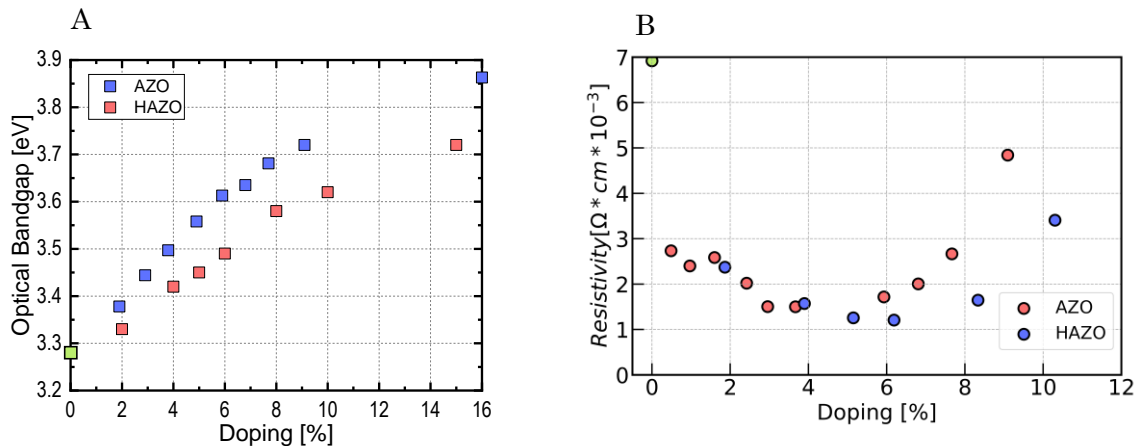 A
3.9
3.8
3.7
3.6
3.5
3.4
3.3
3.2
Optical Bandgap [eV]
AZO
HAZO
0 2 4 6 8 10 12 14 16
Doping [%]
B
7
6
5
4
3
2
1
0
Resistivity[Ω * cm * 10⁻³]
AZO
HAZO
0 2 4 6 8 10 12
Doping [%]